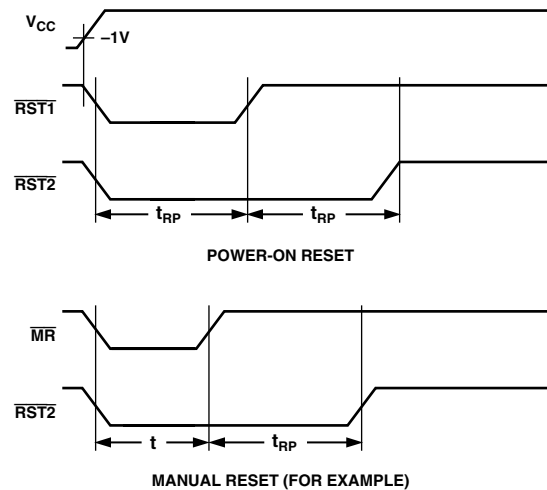 VCC
–1V
RST1
RST2
tRP tRP
POWER-ON RESET
MR
RST2
t tRP
MANUAL RESET (FOR EXAMPLE)